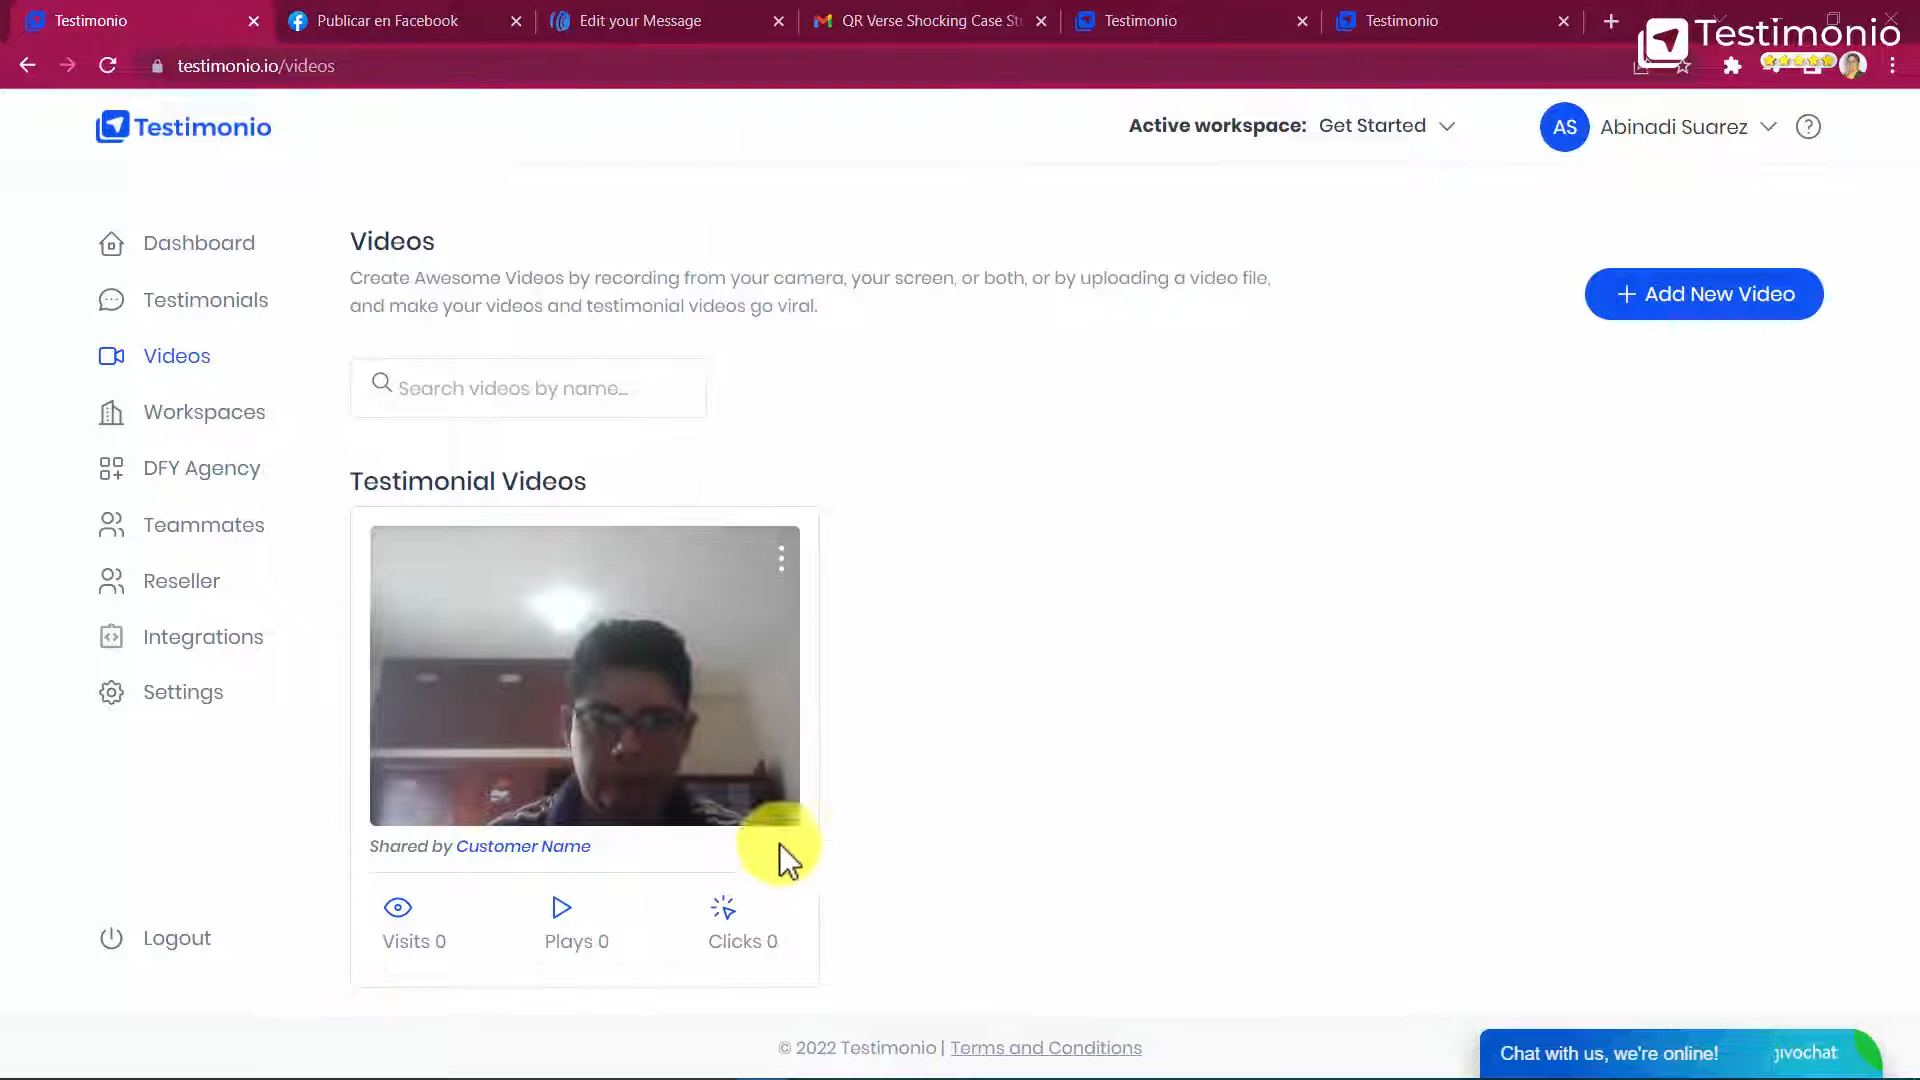 Testimonio
Publicar en Facebook
Edit your Message
QR Verse Shocking Case St
Testimonio
Testimonio
Testimonio
testimonio.io/videos
Testimonio
Active workspace: Get Started
AS Abinadi Suarez
Dashboard
Testimonials
Videos
Workspaces
DFY Agency
Teammates
Reseller
Integrations
Settings
Logout
Videos
Create Awesome Videos by recording from your camera, your screen, or both, or by uploading a video file,
and make your videos and testimonial videos go viral.
+ Add New Video
Search videos by name...
Testimonial Videos
Shared by Customer Name
Visits 0
Plays 0
Clicks 0
© 2022 Testimonio | Terms and Conditions
Chat with us, we're online!
jivochat